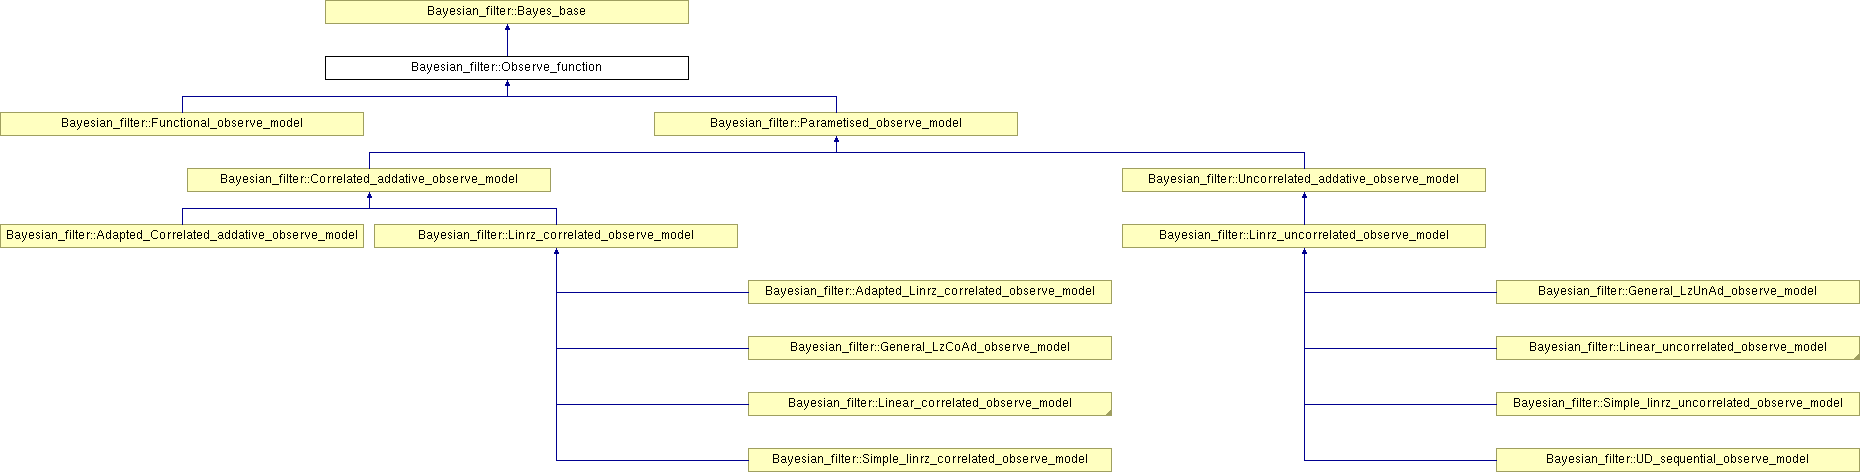 Bayesian_filter::Bayes_base
Bayesian_filter::Observe_function
Bayesian_filter::Functional_observe_model
Bayesian_filter::Parametised_observe_model
Bayesian_filter::Correlated_addative_observe_model
Bayesian_filter::Uncorrelated_addative_observe_model
Bayesian_filter::Adapted_Correlated_addative_observe_model
Bayesian_filter::Linrz_correlated_observe_model
Bayesian_filter::Linrz_uncorrelated_observe_model
Bayesian_filter::Adapted_Linrz_correlated_observe_model
Bayesian_filter::General_LzUnAd_observe_model
Bayesian_filter::General_LzCoAd_observe_model
Bayesian_filter::Linear_uncorrelated_observe_model
Bayesian_filter::Linear_correlated_observe_model
Bayesian_filter::Simple_linrz_uncorrelated_observe_model
Bayesian_filter::Simple_linrz_correlated_observe_model
Bayesian_filter::UD_sequential_observe_model